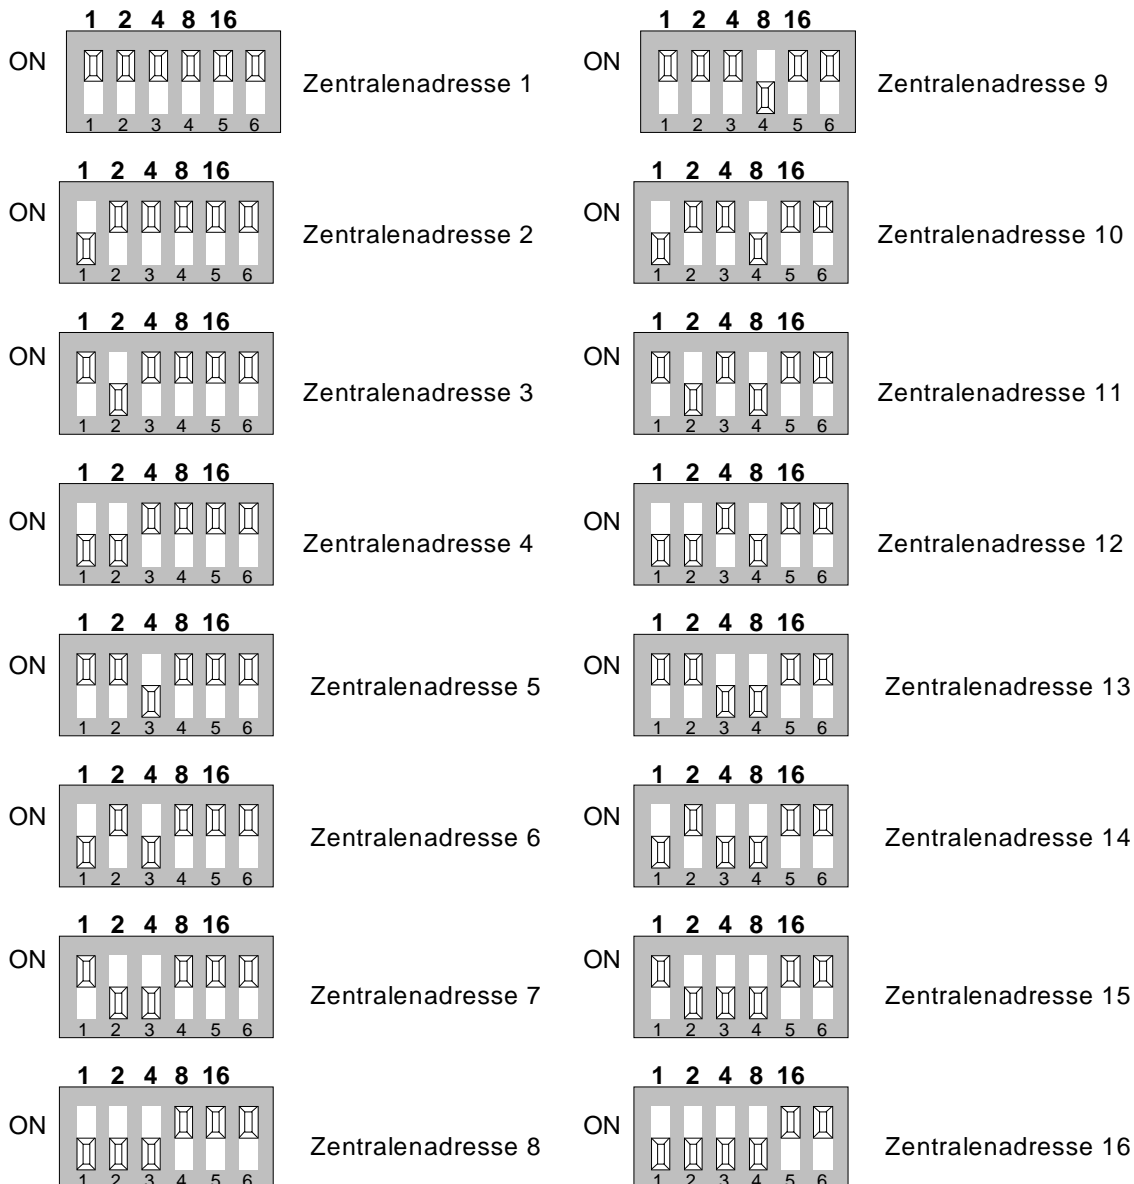 1 2 4 8 16
ON
Zentralenadresse 1
1 2 3 4 5 6
1 2 4 8 16
ON
Zentralenadresse 9
1 2 3 4 5 6
1 2 4 8 16
ON
Zentralenadresse 2
1 2 3 4 5 6
1 2 4 8 16
ON
Zentralenadresse 10
1 2 3 4 5 6
1 2 4 8 16
ON
Zentralenadresse 3
1 2 3 4 5 6
1 2 4 8 16
ON
Zentralenadresse 11
1 2 3 4 5 6
1 2 4 8 16
ON
Zentralenadresse 4
1 2 3 4 5 6
1 2 4 8 16
ON
Zentralenadresse 12
1 2 3 4 5 6
1 2 4 8 16
ON
Zentralenadresse 5
1 2 3 4 5 6
1 2 4 8 16
ON
Zentralenadresse 13
1 2 3 4 5 6
1 2 4 8 16
ON
Zentralenadresse 6
1 2 3 4 5 6
1 2 4 8 16
ON
Zentralenadresse 14
1 2 3 4 5 6
1 2 4 8 16
ON
Zentralenadresse 7
1 2 3 4 5 6
1 2 4 8 16
ON
Zentralenadresse 15
1 2 3 4 5 6
1 2 4 8 16
ON
Zentralenadresse 8
1 2 3 4 5 6
1 2 4 8 16
ON
Zentralenadresse 16
1 2 3 4 5 6